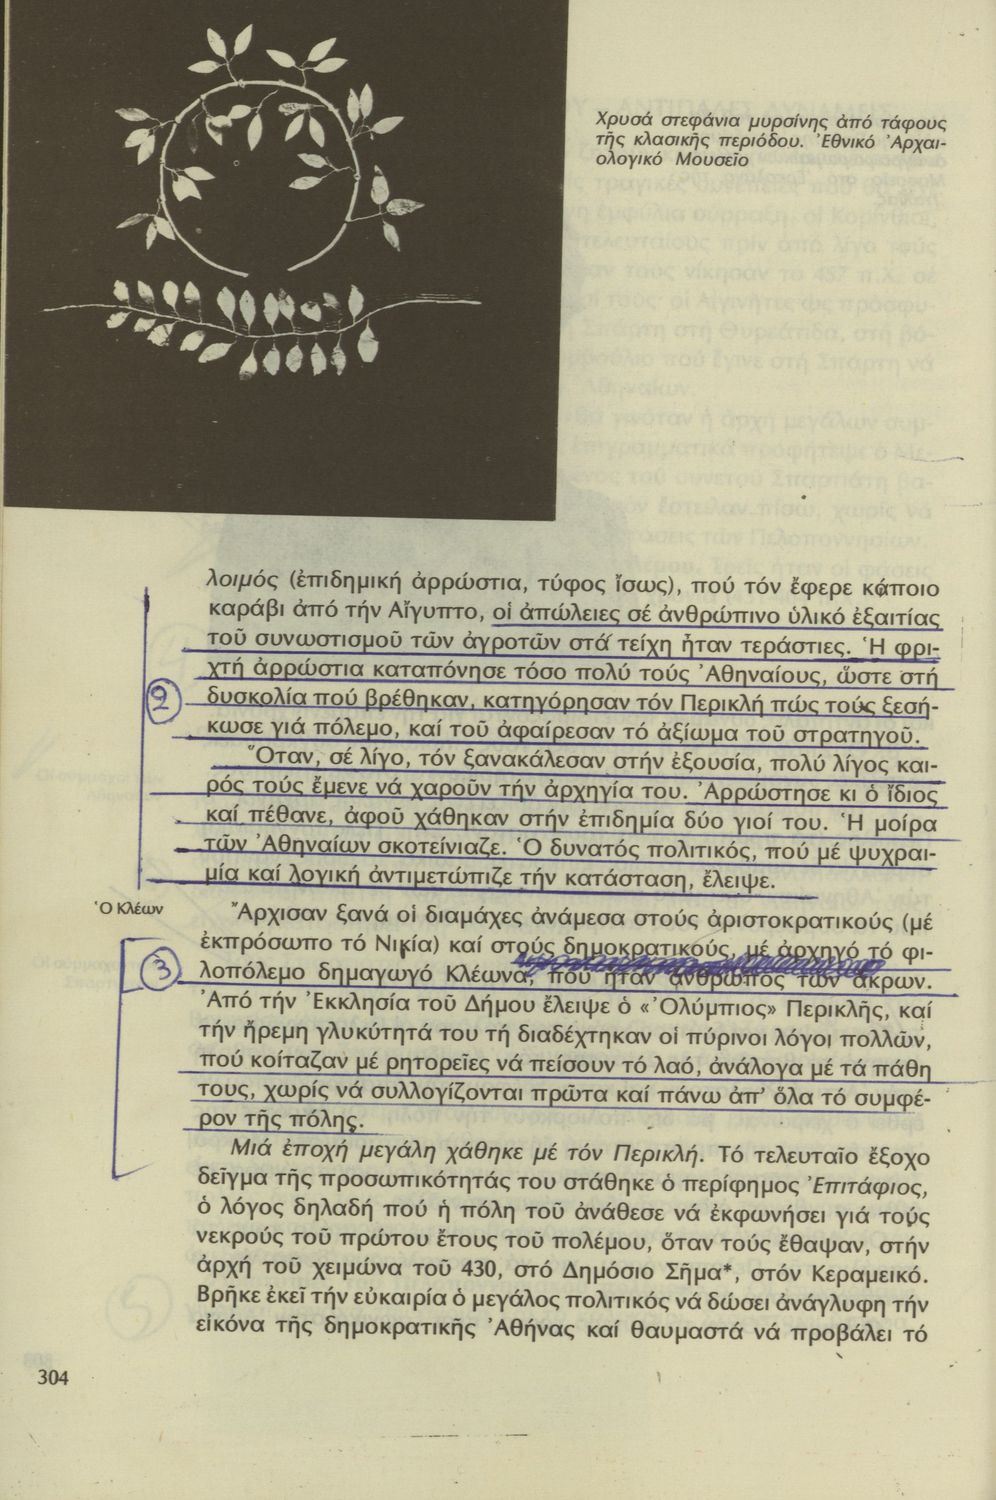 Χρυσά στεφάνια μυρσίνης ἀπό τάφους
τῆς κλασικῆς περιόδου. Ἐθνικό Ἀρχαι-
ολογικό Μουσεῖο
λοιμός (ἐπιδημική ἀρρώστια, τύφος ἴσως), πού τόν ἔφερε κάποιο
καράβι ἀπό τήν Αἴγυπτο, οἱ ἀπώλειες σέ ἀνθρώπινο ὑλικό ἐξαιτίας
τοῦ συνωστισμοῦ τῶν ἀγροτῶν στά τείχη ἦταν τεράστιες. Ἡ φρι-
χτή ἀρρώστια καταπόνησε τόσο πολύ τούς Ἀθηναίους, ὥστε στή
2 δυσκολία πού βρέθηκαν, κατηγόρησαν τόν Περικλή πώς τούς ξεσή-
κωσε γιά πόλεμο, καί τοῦ ἀφαίρεσαν τό ἀξίωμα τοῦ στρατηγοῦ.
Ὅταν, σέ λίγο, τόν ξανακάλεσαν στήν ἐξουσία, πολύ λίγος και-
ρός τούς ἔμενε νά χαροῦν τήν ἀρχηγία του. Ἀρρώστησε κι ὁ ἴδιος
καί πέθανε, ἀφοῦ χάθηκαν στήν ἐπιδημία δύο γιοί του. Ἡ μοίρα
τῶν Ἀθηναίων σκοτείνιαζε. Ὁ δυνατός πολιτικός, πού μέ ψυχραι-
μία καί λογική ἀντιμετώπιζε τήν κατάσταση, ἔλειψε.
Ὁ Κλέων
Ἄρχισαν ξανά οἱ διαμάχες ἀνάμεσα στούς ἀριστοκρατικούς (μέ
ἐκπρόσωπο τό Νικία) καί στούς δημοκρατικούς, μέ ἀρχηγό τό φι-
3 λοπόλεμο δημαγωγό Κλέωνα, πού ἦταν ἄνθρωπος τῶν ἄκρων.
Ἀπό τήν Ἐκκλησία τοῦ Δήμου ἔλειψε ὁ «Ὀλύμπιος» Περικλῆς, καί
τήν ἤρεμη γλυκύτητά του τή διαδέχτηκαν οἱ πύρινοι λόγοι πολλῶν,
πού κοίταζαν μέ ρητορεῖες νά πείσουν τό λαό, ἀνάλογα μέ τά πάθη
τους, χωρίς νά συλλογίζονται πρῶτα καί πάνω ἀπ' ὅλα τό συμφέ-
ρον τῆς πόλης.
Μιά ἐποχή μεγάλη χάθηκε μέ τόν Περικλή. Τό τελευταῖο ἔξοχο
δεῖγμα τῆς προσωπικότητάς του στάθηκε ὁ περίφημος Ἐπιτάφιος,
ὁ λόγος δηλαδή πού ἡ πόλη τοῦ ἀνάθεσε νά ἐκφωνήσει γιά τούς
νεκρούς τοῦ πρώτου ἔτους τοῦ πολέμου, ὅταν τούς ἔθαψαν, στήν
ἀρχή τοῦ χειμώνα τοῦ 430, στό Δημόσιο Σῆμα*, στόν Κεραμεικό.
Βρῆκε ἐκεῖ τήν εὐκαιρία ὁ μεγάλος πολιτικός νά δώσει ἀνάγλυφη τήν
εἰκόνα τῆς δημοκρατικῆς Ἀθήνας καί θαυμαστά νά προβάλει τό
304